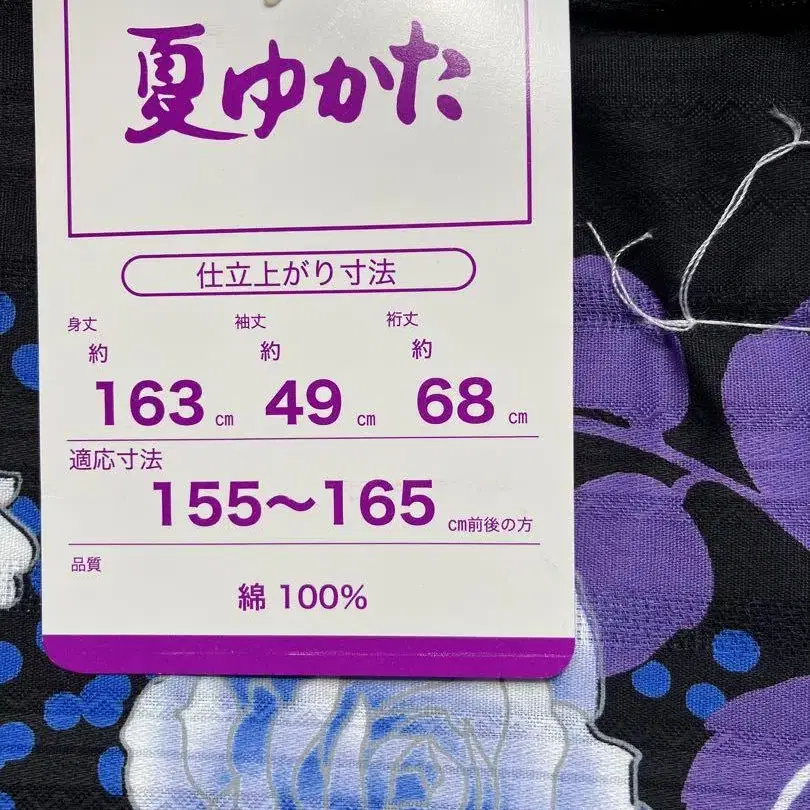 夏ゆかた
仕立上がり寸法
身丈 袖丈 裄丈
約 約 約
163 cm 49 cm 68 cm
適応寸法
155〜165 cm前後の方
品質
綿 100%